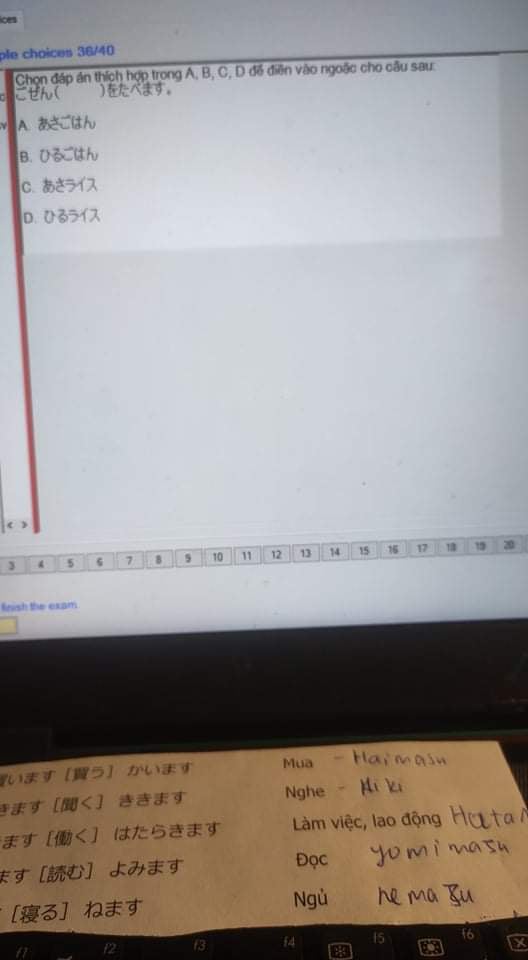 ices
ple choices 36/40
Chọn đáp án thích hợp trong A, B, C, D để điền vào ngoặc cho câu sau:
ごぜん( )をたべます。
A. あさごはん
B. ひるごはん
C. あさライス
D. ひるライス
< >
3 4 5 6 7 8 9 10 11 12 13 14 15 16 17 18 19 20
finish the exam
買います [買う] かいます Mua - Haimasu
きます [聞く] ききます Nghe - Hiki
ます [働く] はたらきます Làm việc, lao động Hata
ます [読む] よみます Đọc yomimasu
[寝る] ねます Ngủ nemasu
f1 f2 f3 f4 f5 f6